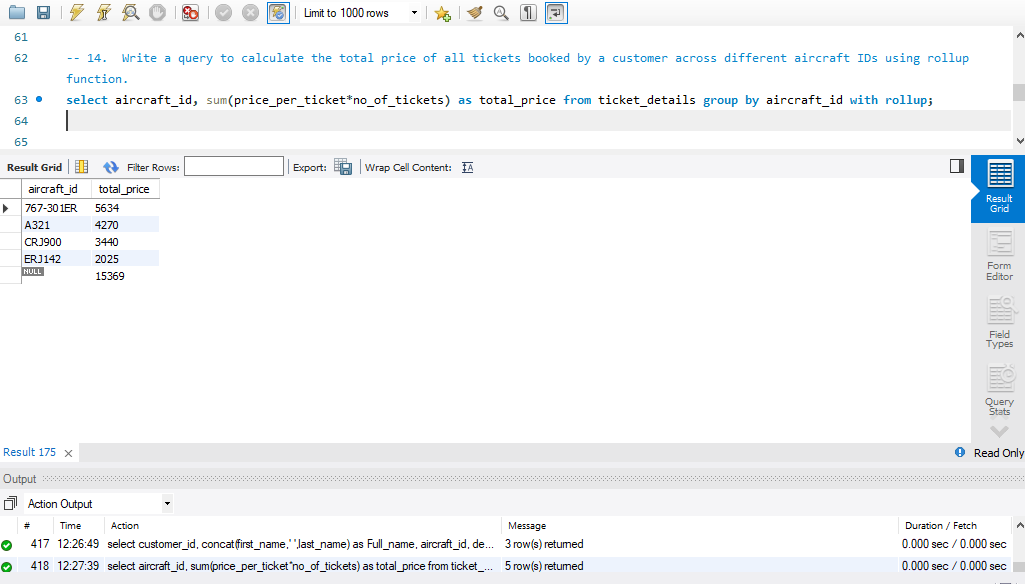 Limit to 1000 rows
61
62 -- 14. Write a query to calculate the total price of all tickets booked by a customer across different aircraft IDs using rollup
function.
63 select aircraft_id, sum(price_per_ticket*no_of_tickets) as total_price from ticket_details group by aircraft_id with rollup;
64
65
Result Grid Filter Rows: Export: Wrap Cell Content:
aircraft_id total_price
767-301ER 5634
A321 4270
CRJ900 3440
ERJ142 2025
NULL 15369
Result
Grid
Form
Editor
Field
Types
Query
Stats
Result 175 Read Only
Output
Action Output
# Time Action Message Duration / Fetch
417 12:26:49 select customer_id, concat(first_name,' ',last_name) as Full_name, aircraft_id, de... 3 row(s) returned 0.000 sec / 0.000 sec
418 12:27:39 select aircraft_id, sum(price_per_ticket*no_of_tickets) as total_price from ticket_... 5 row(s) returned 0.000 sec / 0.000 sec